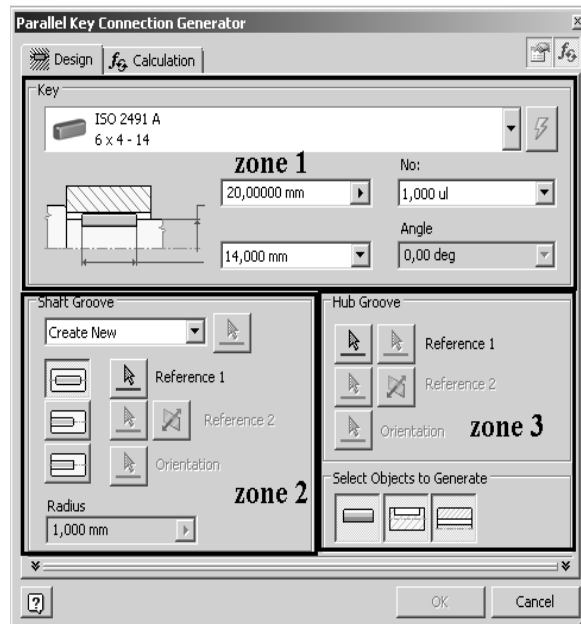 Parallel Key Connection Generator
Design
Calculation
Key
ISO 2491 A
6 x 4 - 14
zone 1
No:
20,00000 mm
1,000 ul
Angle
14,000 mm
0,00 deg
Shaft Groove
Create New
Reference 1
Reference 2
Orientation
zone 2
Radius
1,000 mm
Hub Groove
Reference 1
Reference 2
Orientation
zone 3
Select Objects to Generate
OK
Cancel